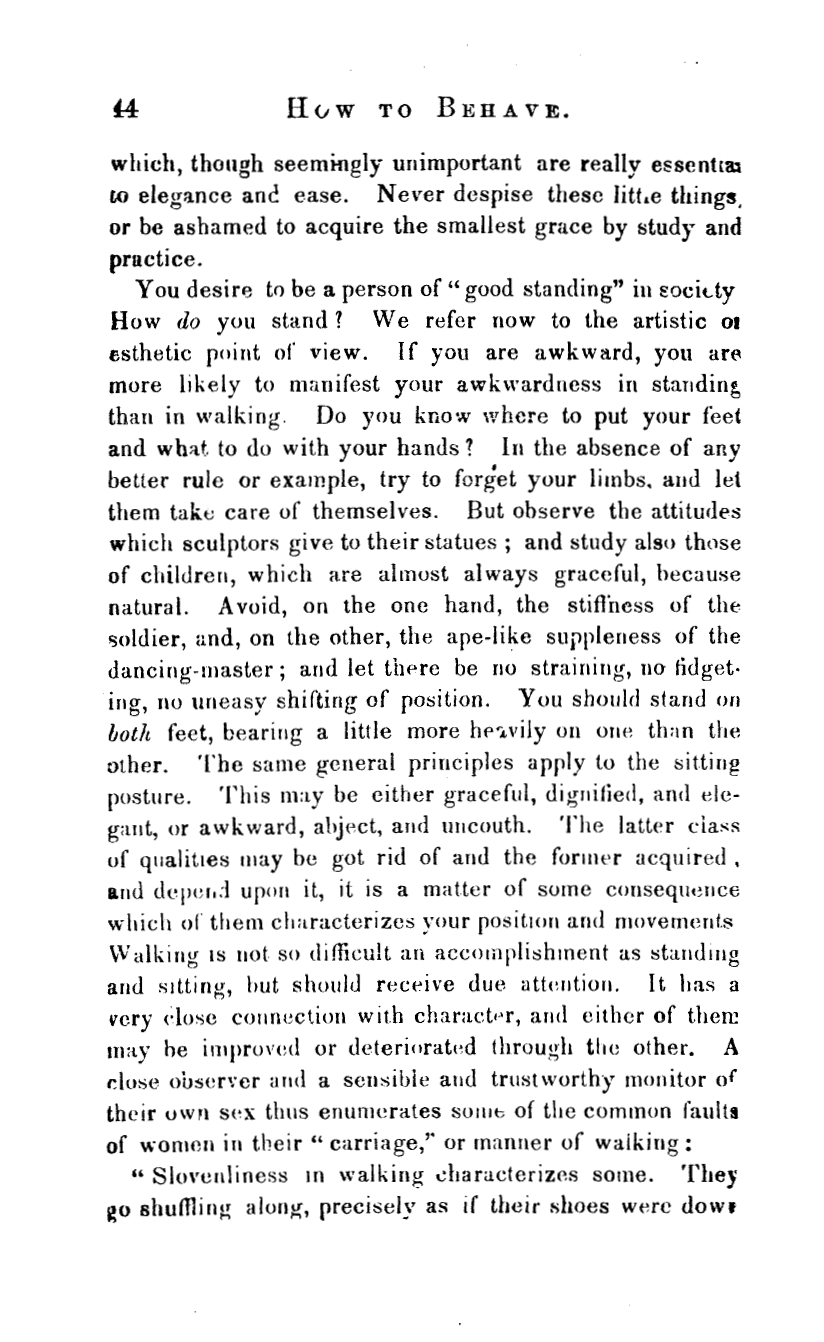 44 How to Behave.
which, though seemingly unimportant are really essential
to elegance and ease. Never despise these little things,
or be ashamed to acquire the smallest grace by study and
practice.
You desire to be a person of “good standing” in society
How do you stand? We refer now to the artistic or
esthetic point of view. If you are awkward, you are
more likely to manifest your awkwardness in standing
than in walking. Do you know where to put your feet
and what to do with your hands? In the absence of any
better rule or example, try to forget your limbs, and let
them take care of themselves. But observe the attitudes
which sculptors give to their statues; and study also those
of children, which are almost always graceful, because
natural. Avoid, on the one hand, the stiffness of the
soldier, and, on the other, the ape-like suppleness of the
dancing-master; and let there be no straining, no fidget-
ing, no uneasy shifting of position. You should stand on
both feet, bearing a little more heavily on one than the
other. The same general principles apply to the sitting
posture. This may be either graceful, dignified, and ele-
gant, or awkward, abject, and uncouth. The latter class
of qualities may be got rid of and the former acquired,
and depend upon it, it is a matter of some consequence
which of them characterizes your position and movements
Walking is not so difficult an accomplishment as standing
and sitting, but should receive due attention. It has a
very close connection with character, and either of them
may be improved or deteriorated through the other. A
close observer and a sensible and trustworthy monitor of
their own sex thus enumerates some of the common faults
of women in their “carriage,” or manner of walking:
“Slovenliness in walking characterizes some. They
go shuffling along, precisely as if their shoes were down